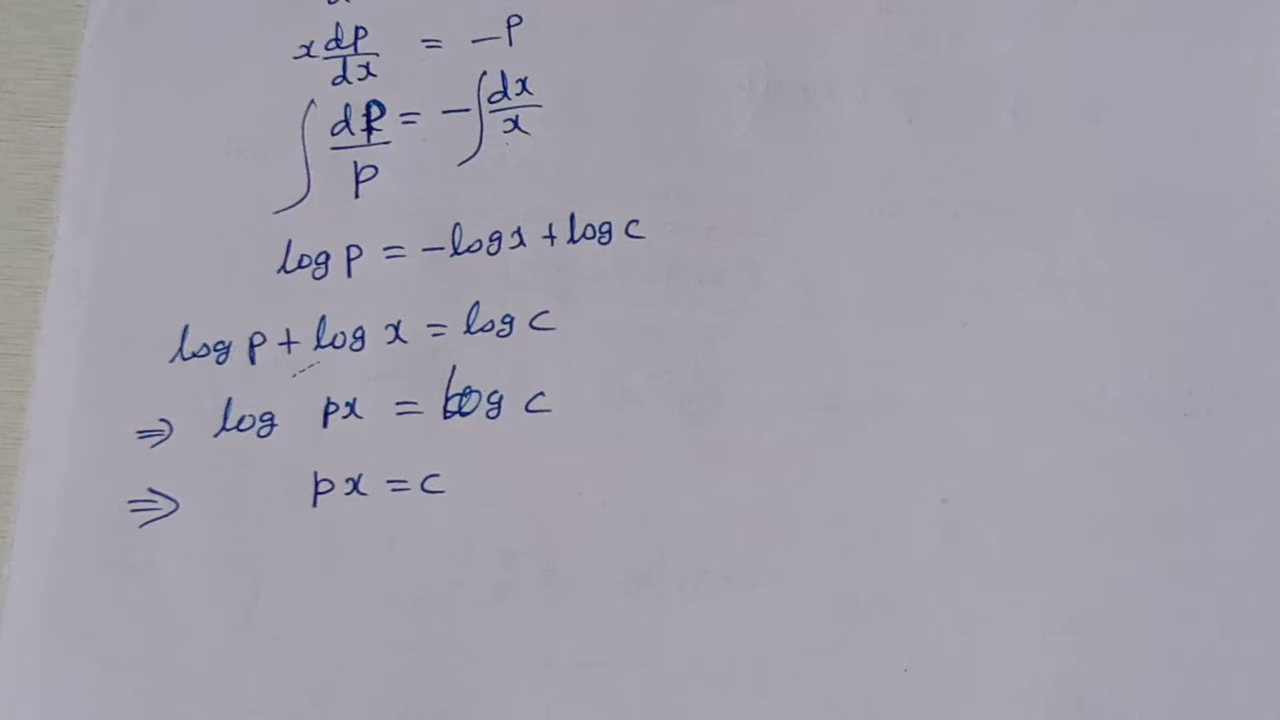 x dp/dx = -P
∫ dP/p = -∫ dx/x
log p = -log x + log c
log p + log x = log c
⇒ log px = log c
⇒ px = c